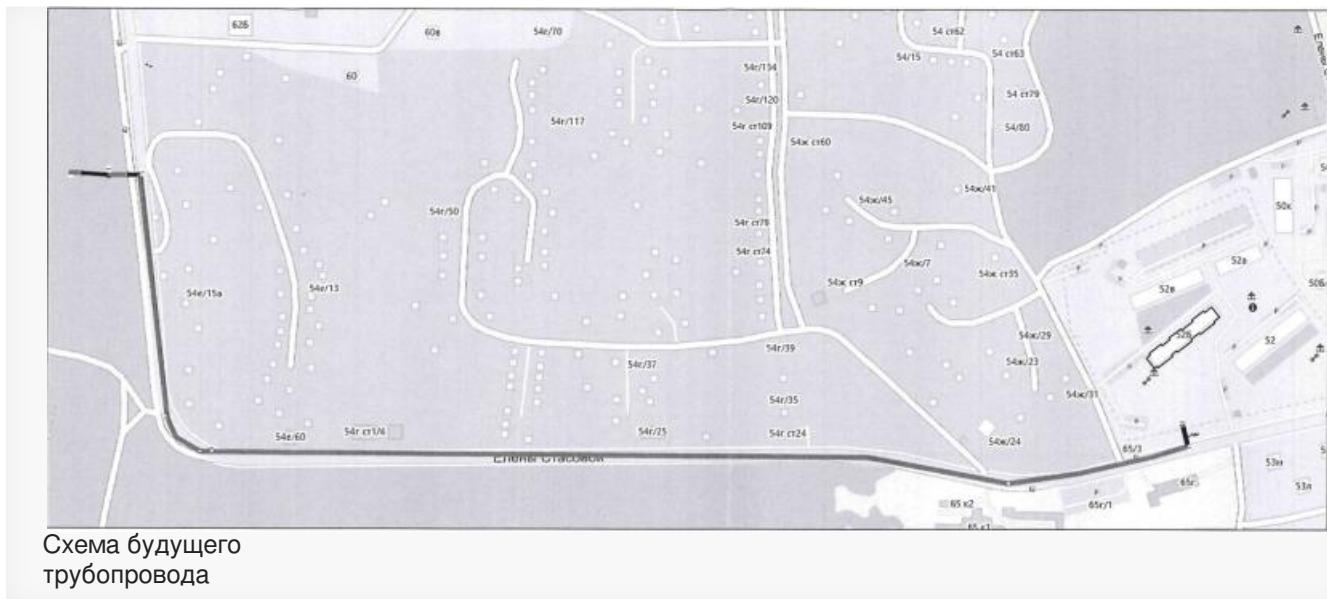 62б
60в
54г/70
54 ст62
54/15
54 ст63
60
54г/134
54г/120
54 ст79
54г/117
54г ст109
54/80
54ж ст60
54ж/41
54г/50
54ж/45
50к
54г ст78
54г ст74
54ж/7
52а
54ж ст35
54ж ст9
54е/15а
54е/13
52в
54ж/29
52
54г/39
54г/37
54ж/23
54ж/31
54г/35
54в/60
54г ст1/6
54г/25
54г ст24
54ж/24
65/3
Елены Стасовой
53н
65г
53л
65 к2
65г/1
65 к1
Схема будущего
трубопровода